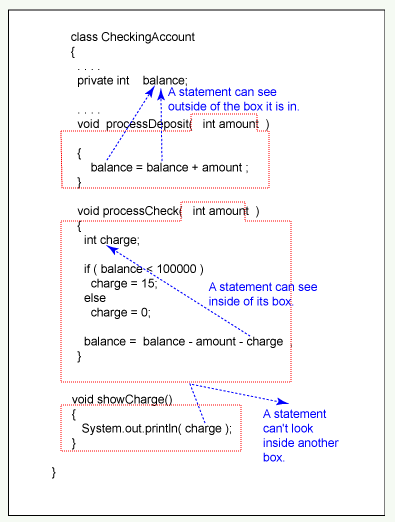 class CheckingAccount
{
. . . .
private int    balance;
A statement can see
outside of the box it is in.
. . . .
void  processDeposit(   int amount  )
{
balance = balance + amount ;
}
void processCheck(   int amount  )
{
int charge;
if ( balance < 100000 )
charge = 15;
else
charge = 0;
A statement can see
inside of its box.
balance =  balance - amount - charge
}
void showCharge()
{
System.out.println( charge );
}
A statement
can't look
inside another
box.
}